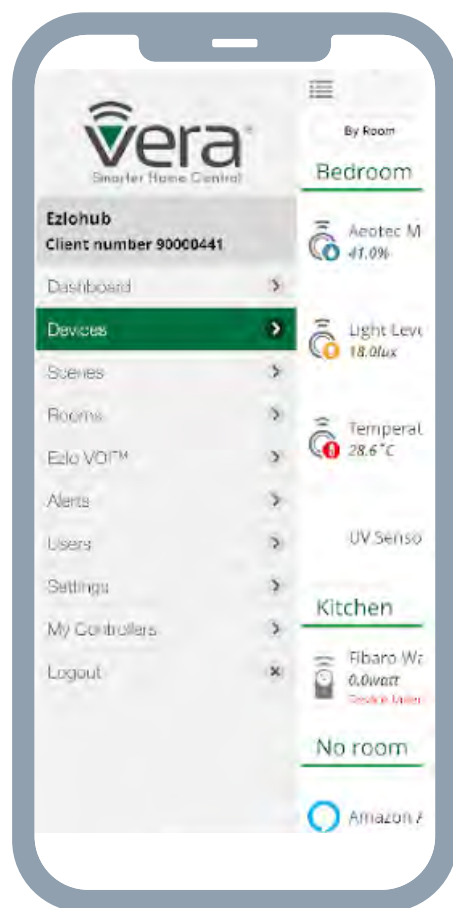 vera
Smarter Home Control
Ezlohub
Client number 90000441
Dashboard
Devices
Scenes
Rooms
Ezlo VOI™
Alerts
Users
Settings
My Controllers
Logout
By Room
Bedroom
Aeotec M
41.0%
Light Leve
18.0lux
Temperat
28.6°C
UV Senso
Kitchen
Fibaro Wa
0.0watt
No room
Amazon A